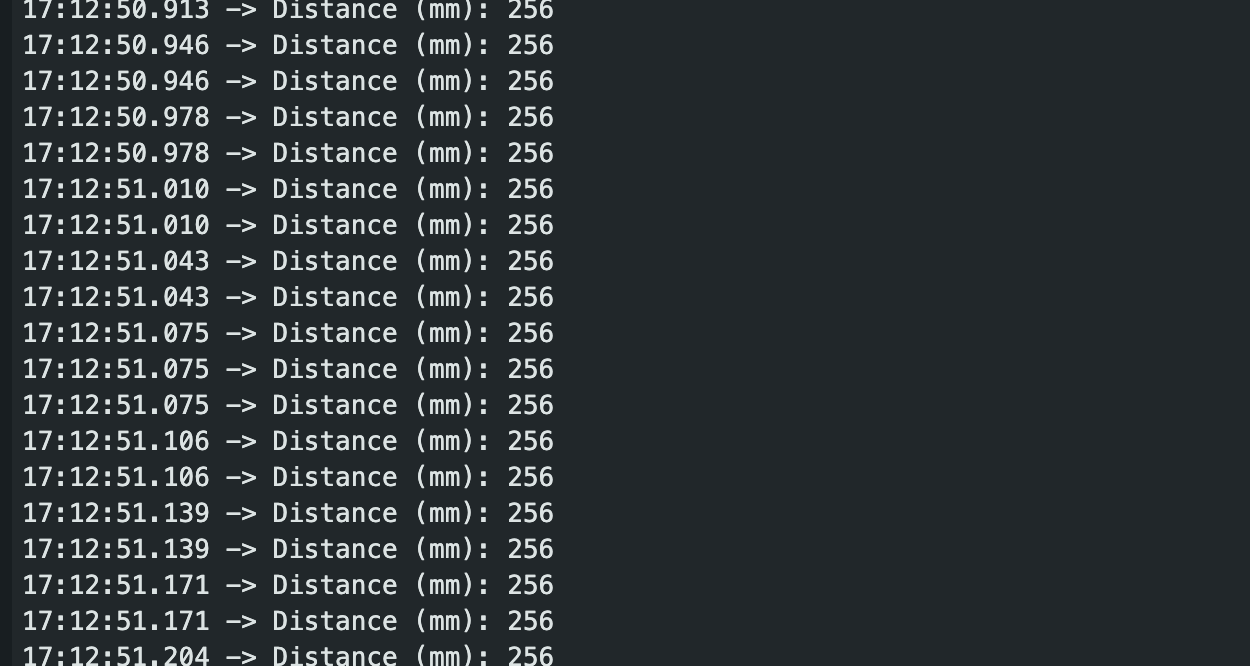 17:12:50.913 -> Distance (mm): 256
17:12:50.946 -> Distance (mm): 256
17:12:50.946 -> Distance (mm): 256
17:12:50.978 -> Distance (mm): 256
17:12:50.978 -> Distance (mm): 256
17:12:51.010 -> Distance (mm): 256
17:12:51.010 -> Distance (mm): 256
17:12:51.043 -> Distance (mm): 256
17:12:51.043 -> Distance (mm): 256
17:12:51.075 -> Distance (mm): 256
17:12:51.075 -> Distance (mm): 256
17:12:51.075 -> Distance (mm): 256
17:12:51.106 -> Distance (mm): 256
17:12:51.106 -> Distance (mm): 256
17:12:51.139 -> Distance (mm): 256
17:12:51.139 -> Distance (mm): 256
17:12:51.171 -> Distance (mm): 256
17:12:51.171 -> Distance (mm): 256
17:12:51.204 -> Distance (mm): 256